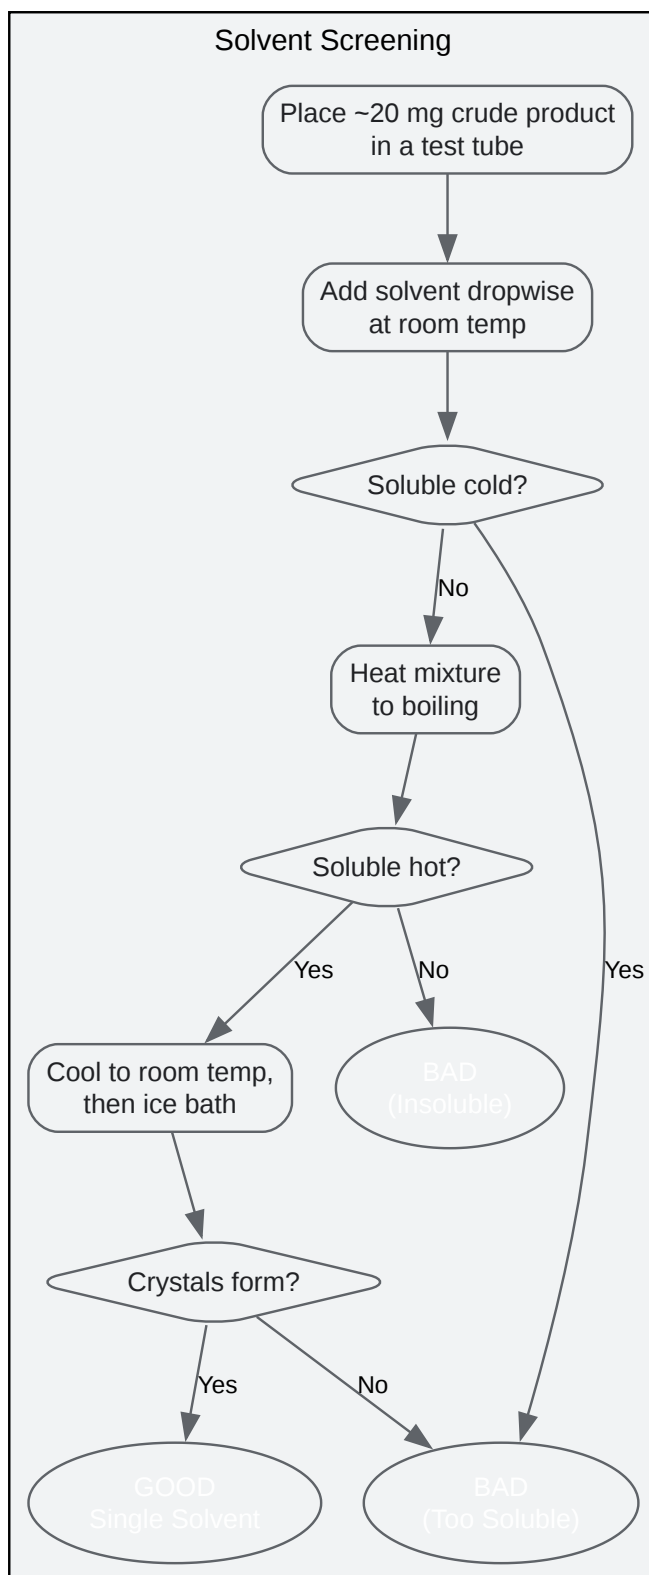 Solvent Screening
Place ~20 mg crude product
in a test tube
Add solvent dropwise
at room temp
Soluble cold?
No
Heat mixture
to boiling
Soluble hot?
Yes
No
Yes
Cool to room temp,
then ice bath
BAD
(Insoluble)
Crystals form?
Yes
No
GOOD
Single Solvent
BAD
(Too Soluble)